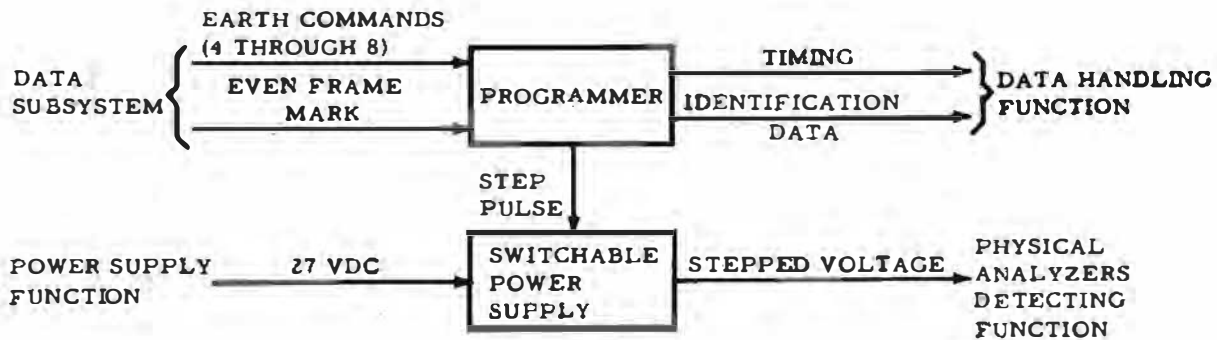 EARTH COMMANDS
(4 THROUGH 8)
DATA
SUBSYSTEM
EVEN FRAME
MARK
PROGRAMMER
TIMING
IDENTIFICATION
DATA
DATA HANDLING
FUNCTION
STEP
PULSE
POWER SUPPLY
FUNCTION
27 VDC
SWITCHABLE
POWER
SUPPLY
STEPPED VOLTAGE
PHYSICAL
ANALYZERS
DETECTING
FUNCTION